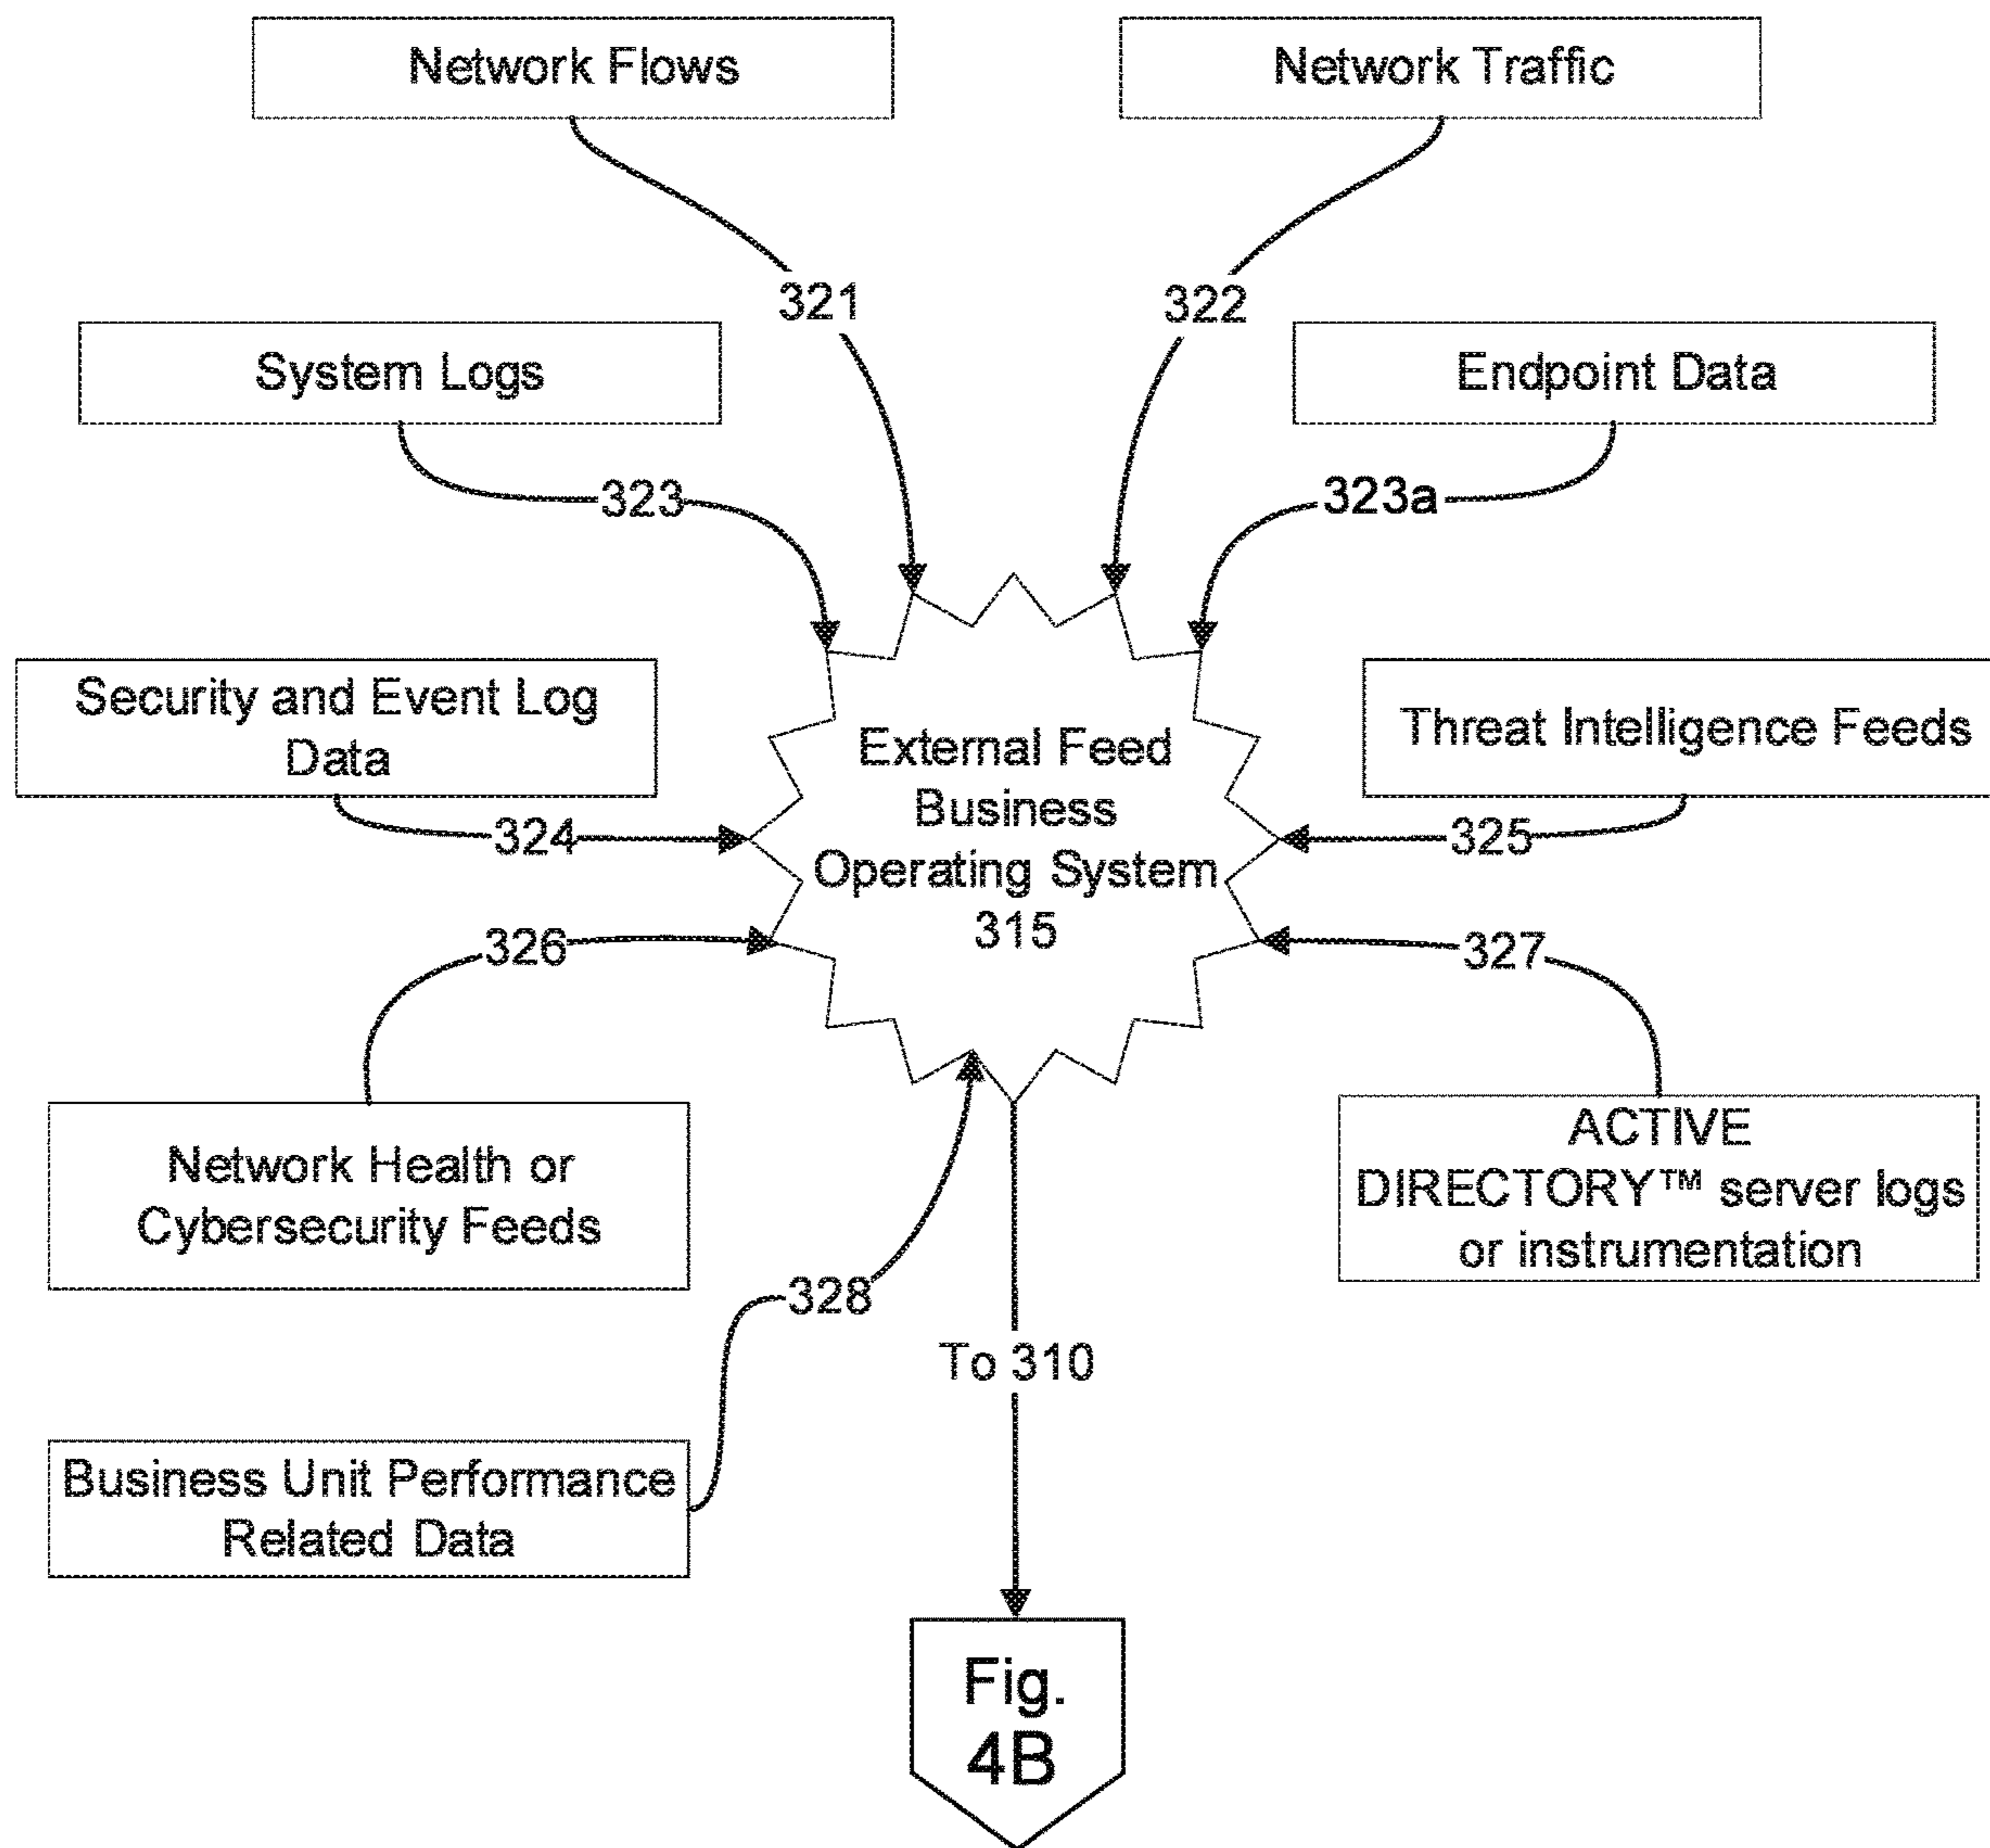 Network Flows
Network Traffic
321
322
System Logs
Endpoint Data
323
323a
Security and Event Log
Data
External Feed
Business
Operating System
315
Threat Intelligence Feeds
324
325
326
327
Network Health or
Cybersecurity Feeds
ACTIVE
DIRECTORY™ server logs
or instrumentation
328
To 310
Business Unit Performance
Related Data
Fig.
4B